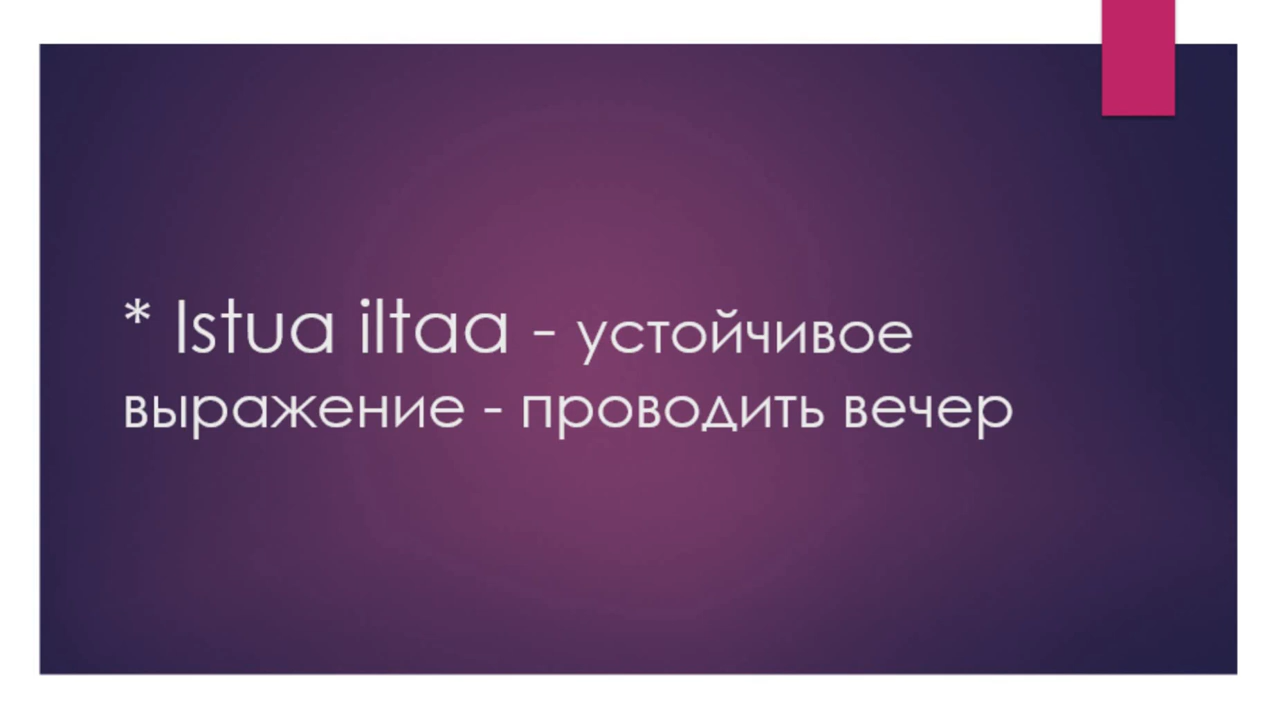 * Istua iltaa - устойчивое
выражение - проводить вечер